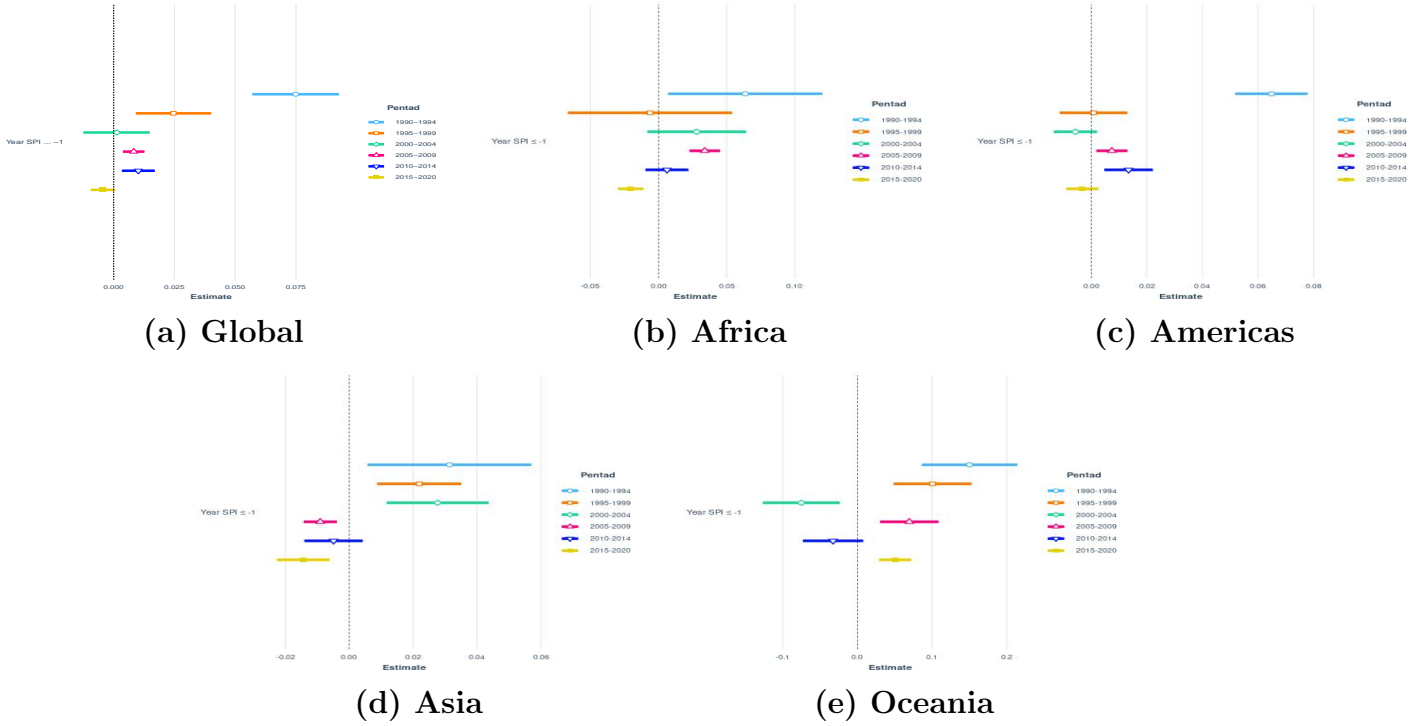 Pentad
1990−1994
1995−1999
2000−2004
2005−2009
2010−2014
2015−2020
Year SPI ... −1
0.000 0.025 0.050 0.075
Estimate
(a) Global
Pentad
1990-1994
1995-1999
2000-2004
2005-2009
2010-2014
2015-2020
Year SPI ≤ -1
-0.05 0.00 0.05 0.10
Estimate
(b) Africa
Pentad
1990-1994
1995-1999
2000-2004
2005-2009
2010-2014
2015-2020
Year SPI ≤ -1
0.00 0.02 0.04 0.06 0.08
Estimate
(c) Americas
Pentad
1990-1994
1995-1999
2000-2004
2005-2009
2010-2014
2015-2020
Year SPI ≤ -1
-0.02 0.00 0.02 0.04 0.06
Estimate
(d) Asia
Pentad
1990-1994
1995-1999
2000-2004
2005-2009
2010-2014
2015-2020
Year SPI ≤ -1
-0.1 0.0 0.1 0.2
Estimate
(e) Oceania